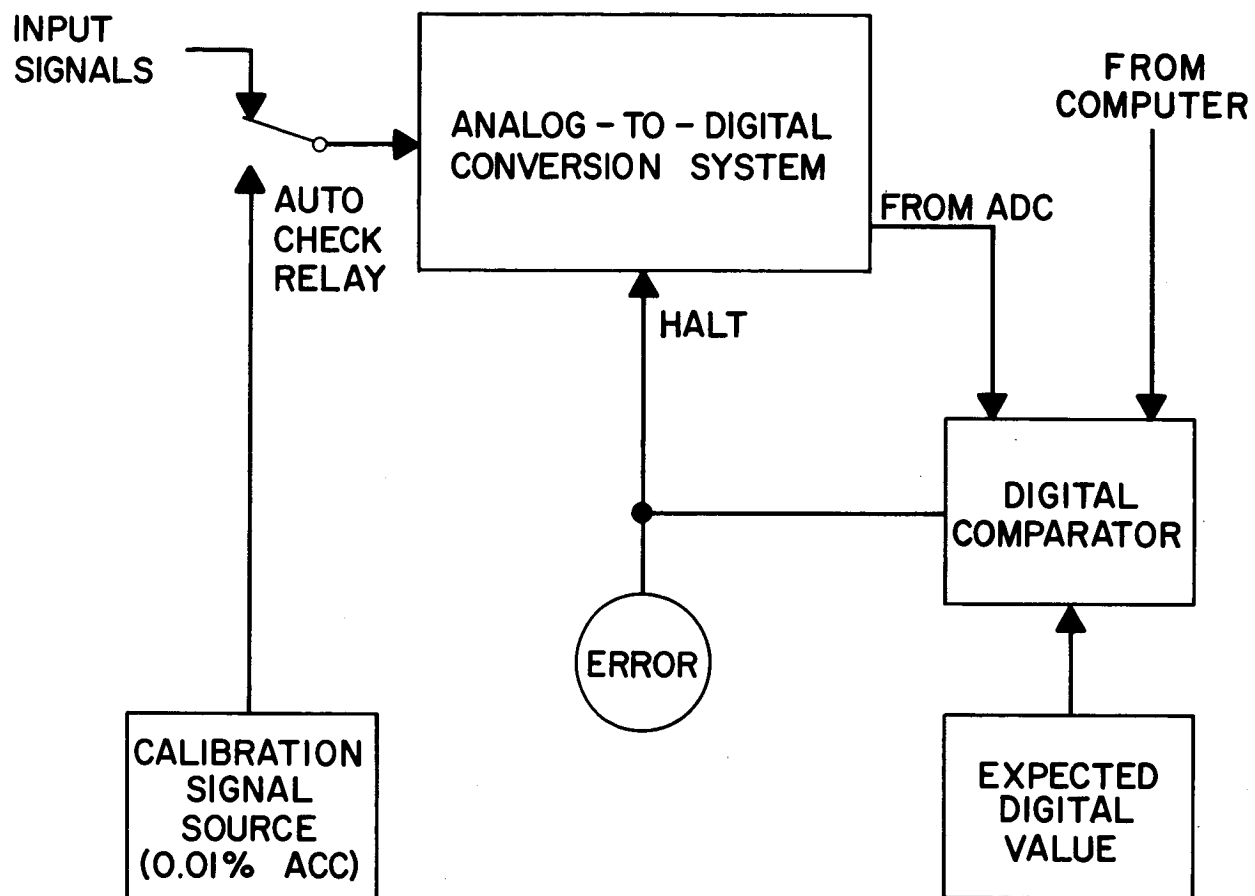 INPUT
SIGNALS
ANALOG-TO-DIGITAL
CONVERSION SYSTEM
FROM
COMPUTER
AUTO
CHECK
RELAY
FROM ADC
HALT
DIGITAL
COMPARATOR
ERROR
CALIBRATION
SIGNAL
SOURCE
(0.01% ACC)
EXPECTED
DIGITAL
VALUE